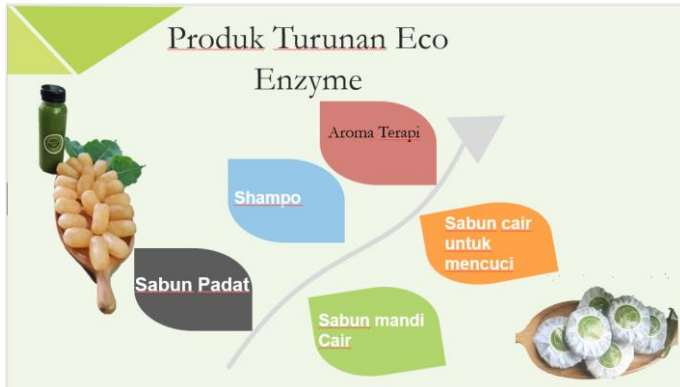 Produk Turunan Eco
Enzyme
Aroma Terapi
Shampo
Sabun cair
untuk
mencuci
Sabun Padat
Sabun mandi
Cair